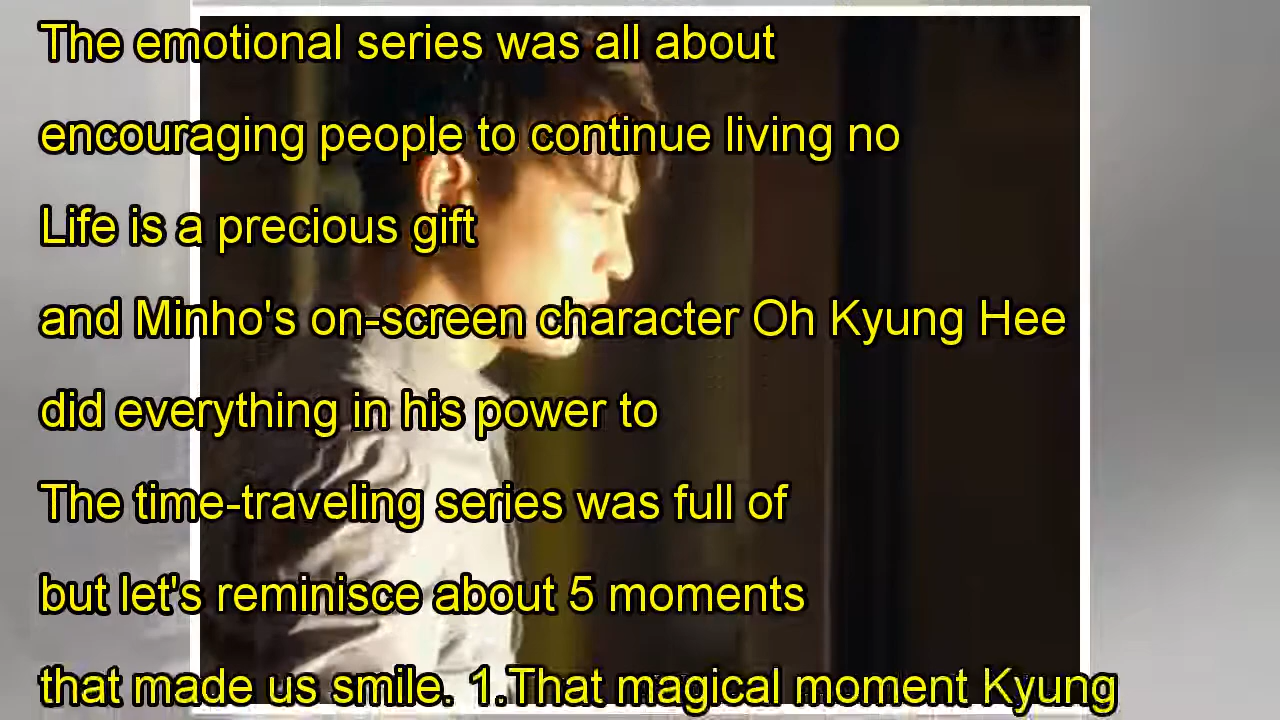 The emotional series was all about
encouraging people to continue living no
Life is a precious gift
and Minho's on-screen character Oh Kyung Hee
did everything in his power to
The time-traveling series was full of
but let's reminisce about 5 moments
that made us smile. 1.That magical moment Kyung